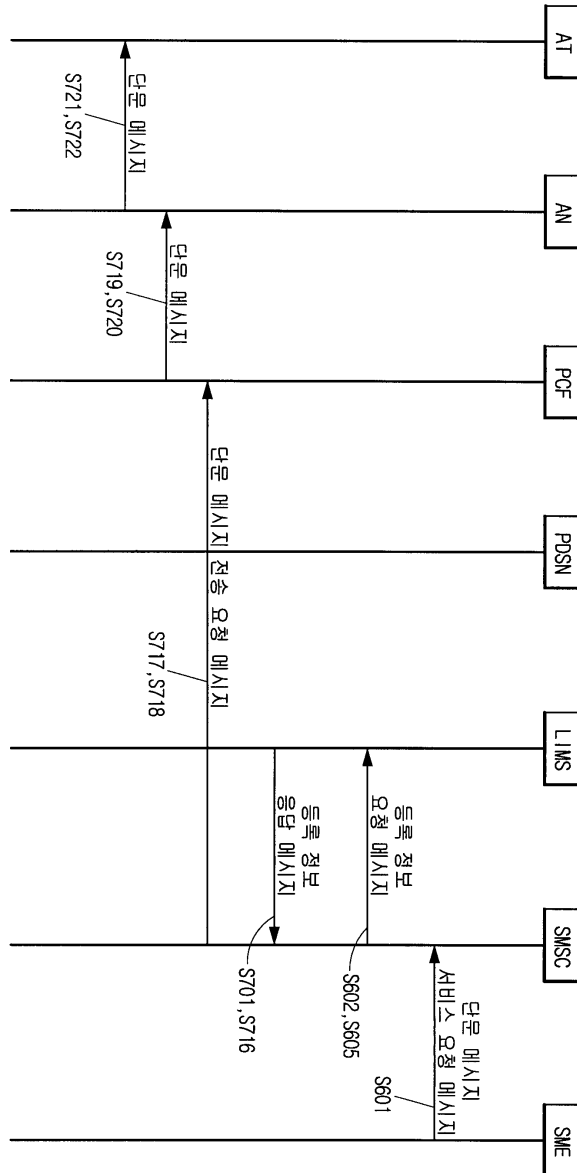 AT
AN
PCF
PDSN
LIMS
SMSC
SME
단문 메시지
서비스 요청 메시지
S601
등록 정보
요청 메시지
S602,S605
등록 정보
응답 메시지
S701,S716
단문 메시지 전송 요청 메시지
S717,S718
단문 메시지
S719,S720
단문 메시지
S721,S722